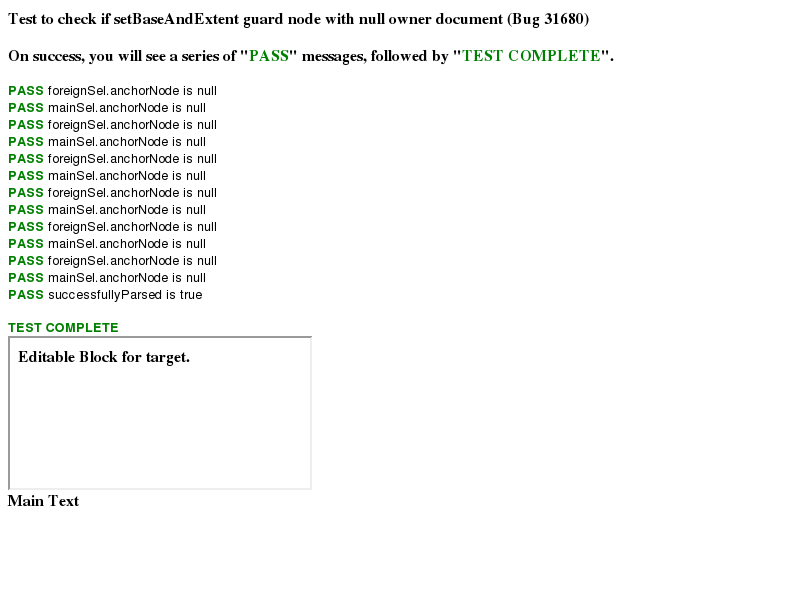 Test to check if setBaseAndExtent guard node with null owner document (Bug 31680)
On success, you will see a series of "PASS" messages, followed by "TEST COMPLETE".
PASS foreignSel.anchorNode is null
PASS mainSel.anchorNode is null
PASS foreignSel.anchorNode is null
PASS mainSel.anchorNode is null
PASS foreignSel.anchorNode is null
PASS mainSel.anchorNode is null
PASS foreignSel.anchorNode is null
PASS mainSel.anchorNode is null
PASS foreignSel.anchorNode is null
PASS mainSel.anchorNode is null
PASS foreignSel.anchorNode is null
PASS mainSel.anchorNode is null
PASS successfullyParsed is true
TEST COMPLETE
Editable Block for target.
Main Text